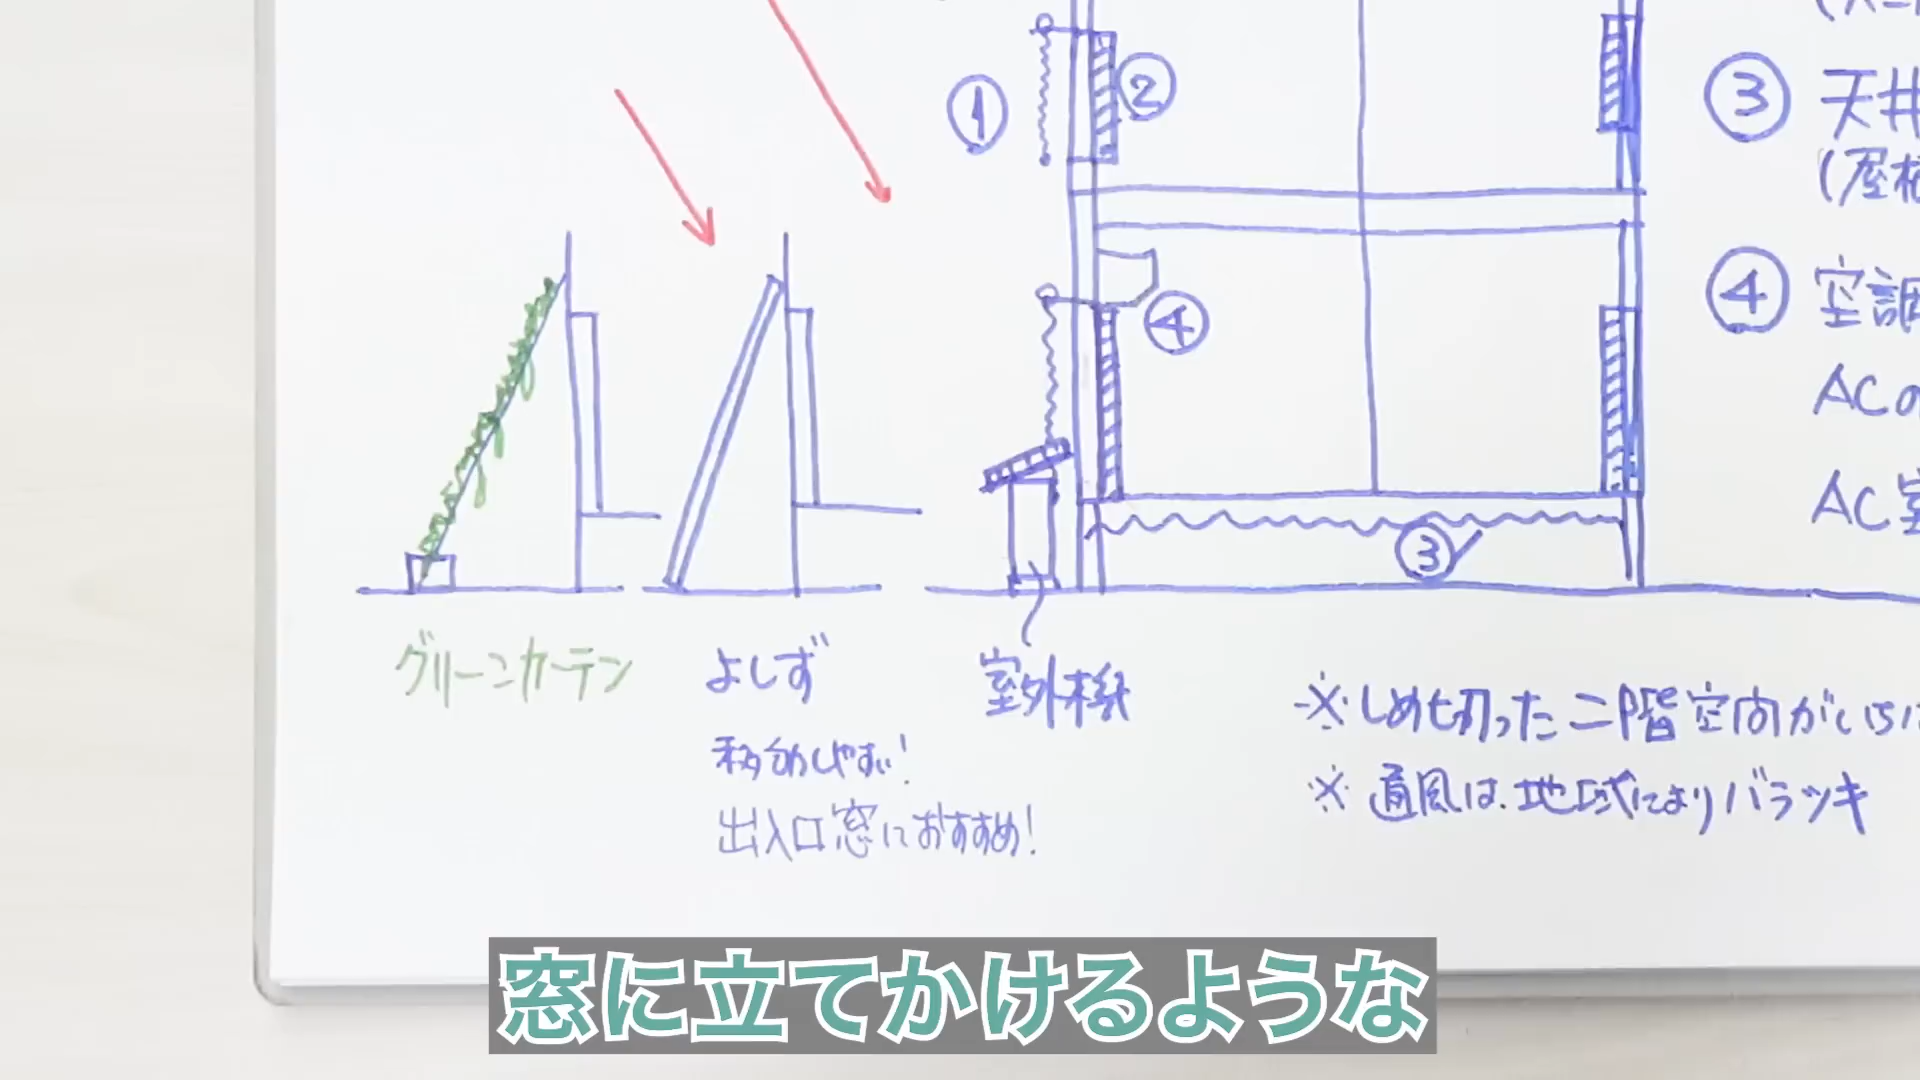 ①
②
③ 天井
(屋根
④ 空調
④
ACの
AC室
③
グリーンカーテン
よしず
室外機
移動しやすい!
出入口窓におすすめ!
※しめ切った二階空間がいちば
※通風は、地域によりバラツキ
窓に立てかけるような